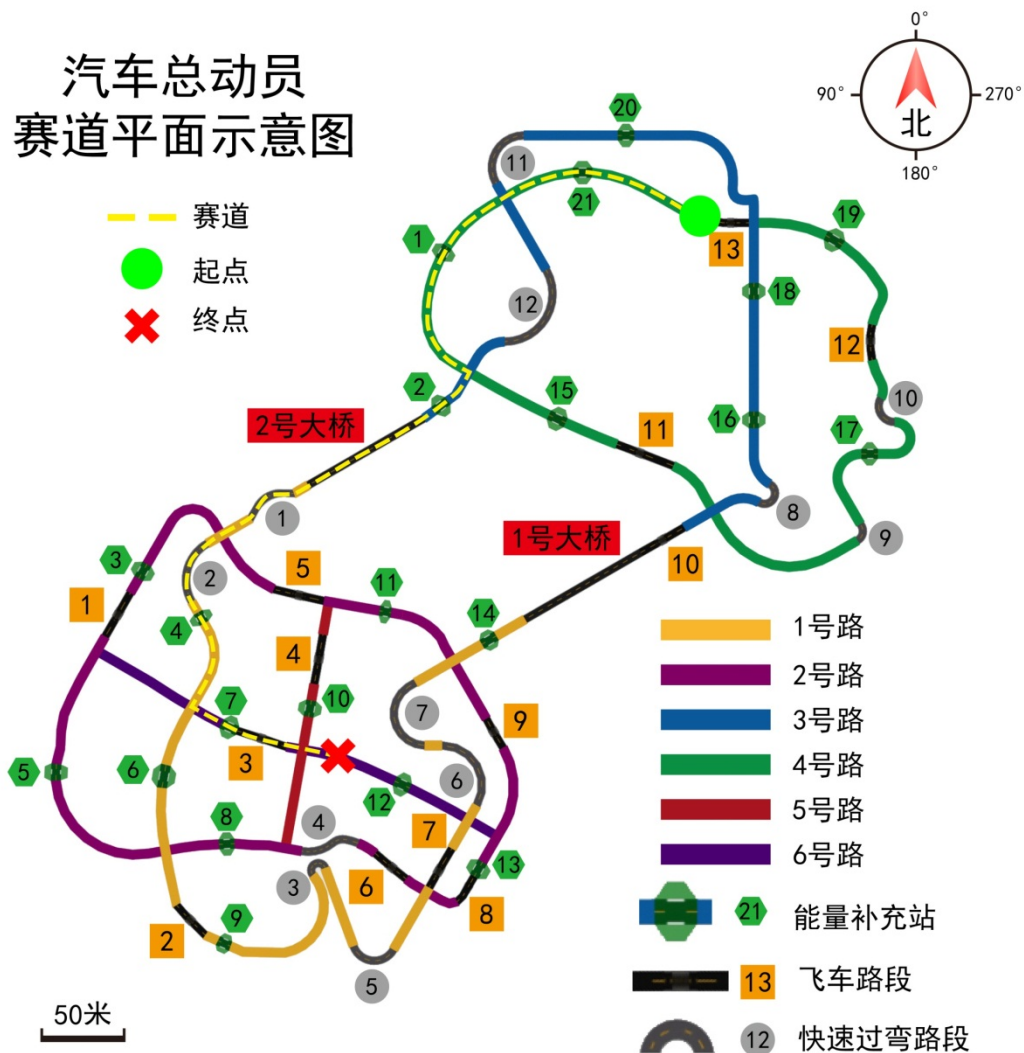 汽车总动员
赛道平面示意图
赛道
起点
终点
0°
90°
270°
180°
北
20
11
21
1
19
13
12
18
12
2
15
10
16
17
11
2号大桥
1号大桥
8
9
10
1
3
2
5
11
1
4
4
14
7
10
7
9
3
5
6
6
12
8
4
7
13
3
6
9
8
2
5
1号路
2号路
3号路
4号路
5号路
6号路
21
能量补充站
13
飞车路段
12
快速过弯路段
50米